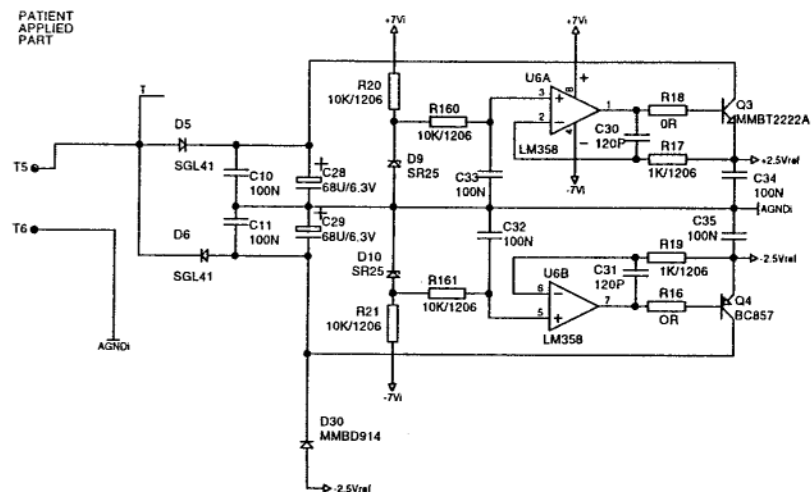 PATIENT
APPLIED
PART
+7Vi
+7Vi
T
R20
10K/1206
U6A
8
+
3
+
1
R18
0R
Q3
MMBT2222A
D5
R160
10K/1206
2
−
4
−
C30
120P
T5
SGL41
C10
100N
+
C28
68U/6.3V
D9
SR25
LM358
R17
1K/1206
+2.5Vref
C33
100N
-7Vi
C34
100N
T6
C11
100N
+
C29
68U/6.3V
AGNDi
D6
C32
100N
C35
100N
SGL41
D10
SR25
R161
10K/1206
U6B
C31
120P
R19
1K/1206
-2.5Vref
6
−
7
R16
OR
Q4
BC857
R21
10K/1206
5
+
LM358
AGNDi
-7Vi
D30
MMBD914
-2.5Vref